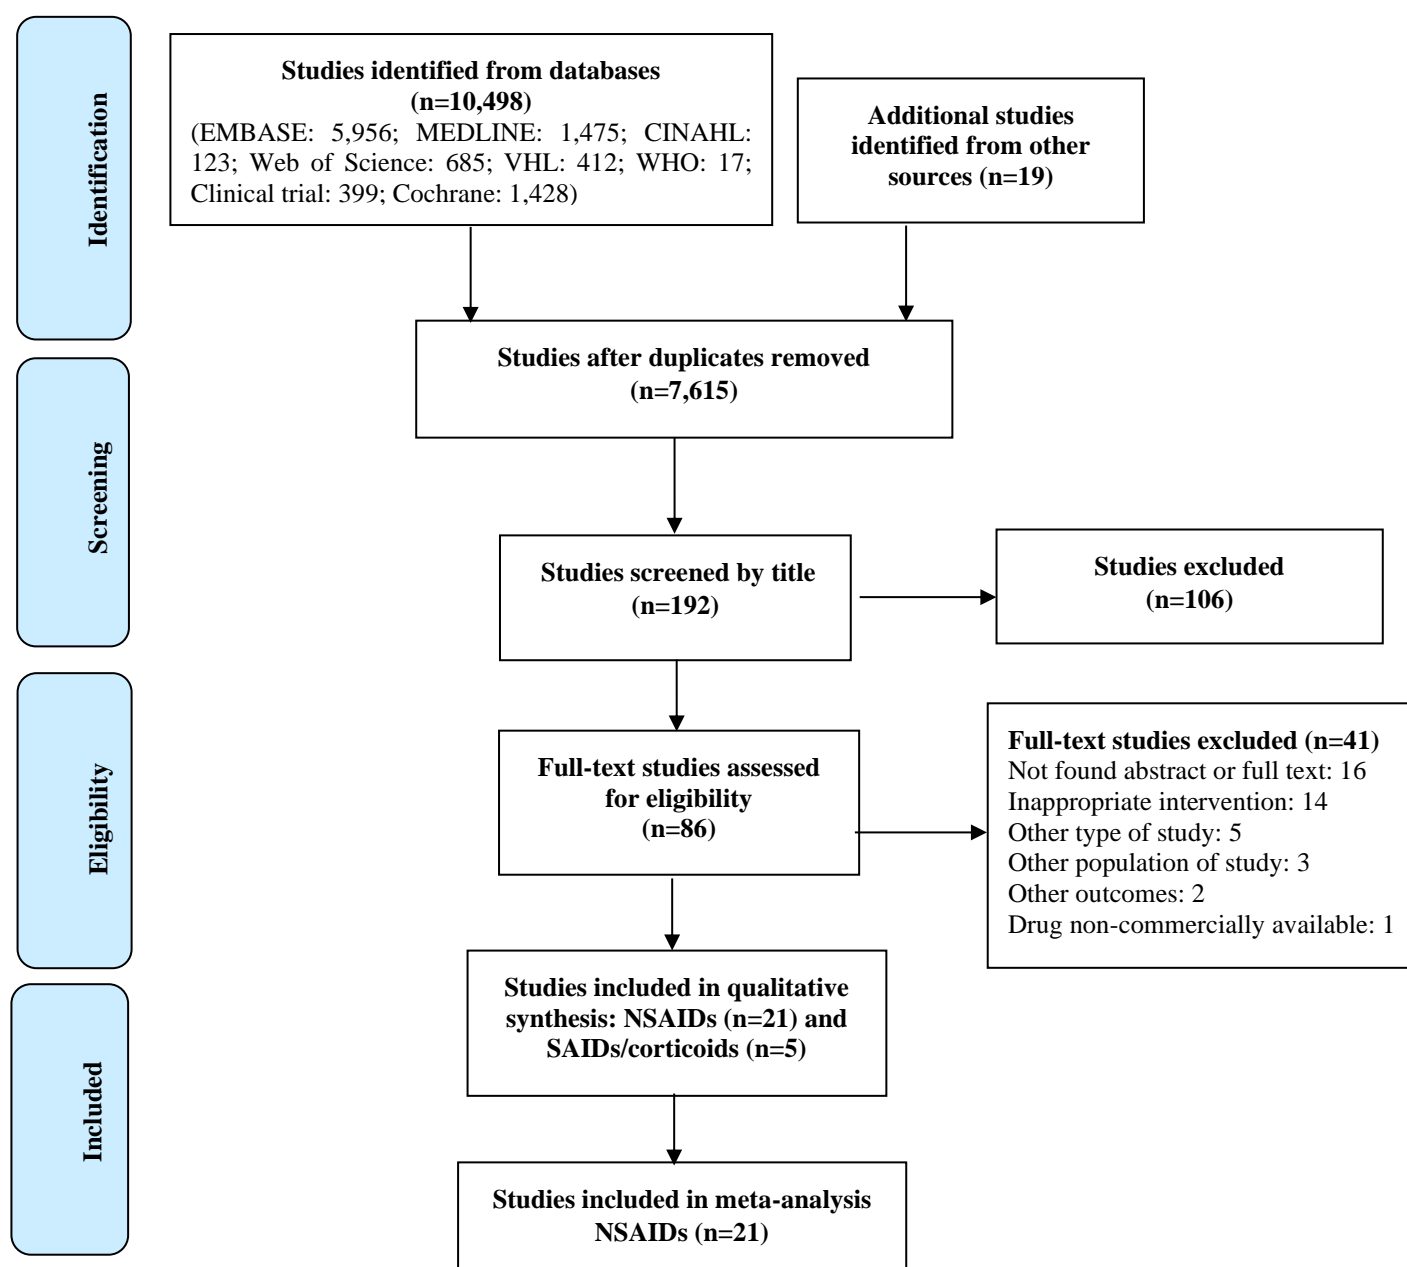 Identification
Studies identified from databases
(n=10,498)
(EMBASE: 5,956; MEDLINE: 1,475; CINAHL:
123; Web of Science: 685; VHL: 412; WHO: 17;
Clinical trial: 399; Cochrane: 1,428)
Additional studies
identified from other
sources (n=19)
Studies after duplicates removed
(n=7,615)
Screening
Studies screened by title
(n=192)
Studies excluded
(n=106)
Eligibility
Full-text studies assessed
for eligibility
(n=86)
Full-text studies excluded (n=41)
Not found abstract or full text: 16
Inappropriate intervention: 14
Other type of study: 5
Other population of study: 3
Other outcomes: 2
Drug non-commercially available: 1
Included
Studies included in qualitative
synthesis: NSAIDs (n=21) and
SAIDs/corticoids (n=5)
Studies included in meta-analysis
NSAIDs (n=21)